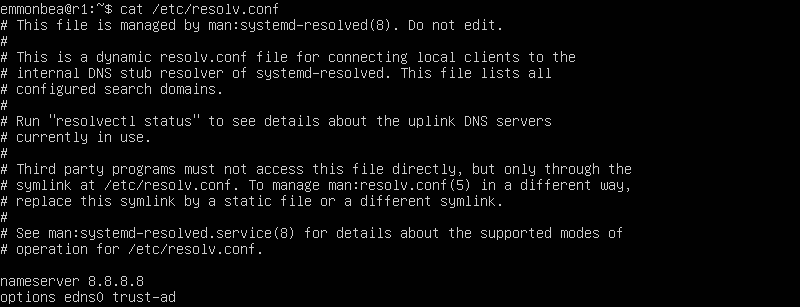 emmonbea@r1:~$ cat /etc/resolv.conf
# This file is managed by man:systemd-resolved(8). Do not edit.
#
# This is a dynamic resolv.conf file for connecting local clients to the
# internal DNS stub resolver of systemd-resolved. This file lists all
# configured search domains.
#
# Run "resolvectl status" to see details about the uplink DNS servers
# currently in use.
#
# Third party programs must not access this file directly, but only through the
# symlink at /etc/resolv.conf. To manage man:resolv.conf(5) in a different way,
# replace this symlink by a static file or a different symlink.
#
# See man:systemd-resolved.service(8) for details about the supported modes of
# operation for /etc/resolv.conf.
nameserver 8.8.8.8
options edns0 trust-ad